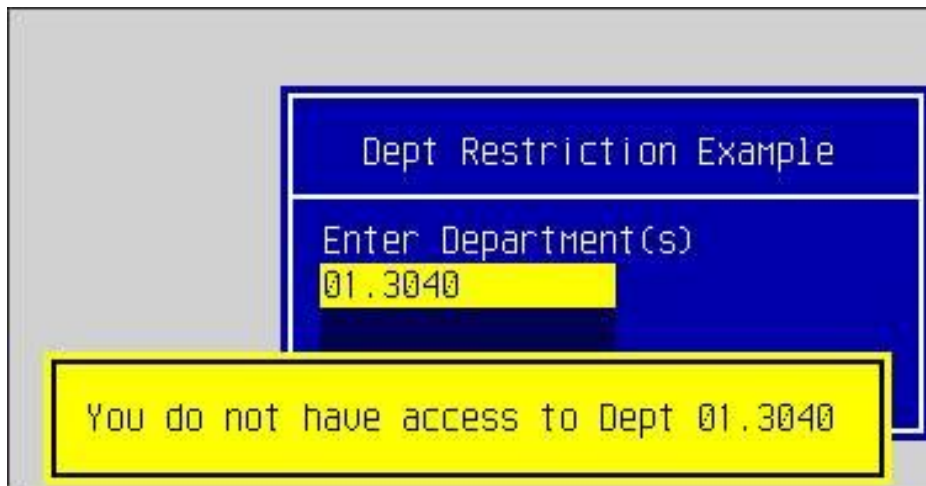 Dept Restriction Example
Enter Department(s)
01.3040
You do not have access to Dept 01.3040